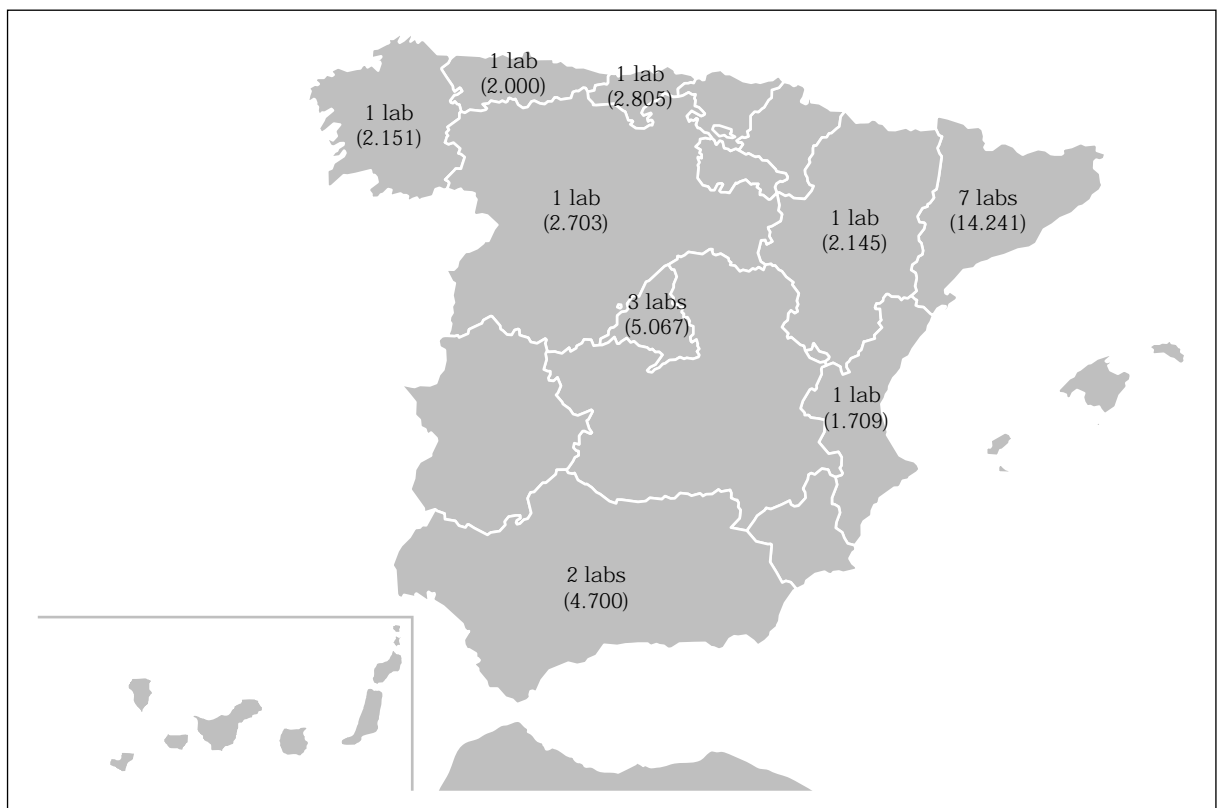 1 lab
(2.000)
1 lab
(2.805)
1 lab
(2.151)
1 lab
(2.703)
1 lab
(2.145)
7 labs
(14.241)
3 labs
(5.067)
1 lab
(1.709)
2 labs
(4.700)